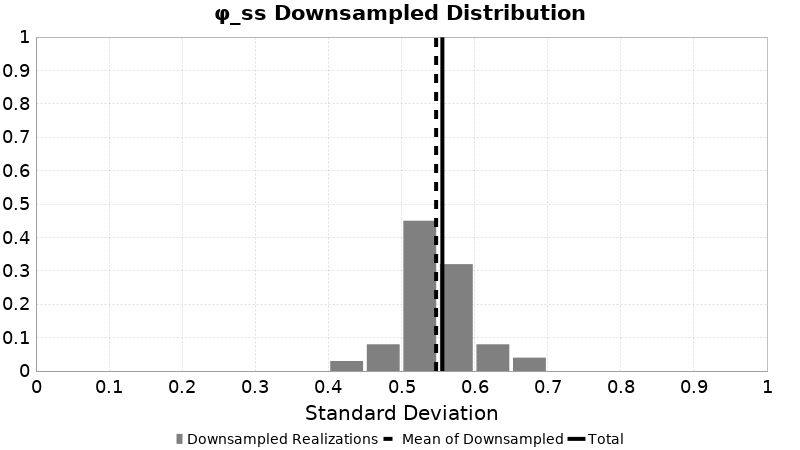 φ_ss Downsampled Distribution
1
0.9
0.8
0.7
0.6
0.5
0.4
0.3
0.2
0.1
0
0 0.1 0.2 0.3 0.4 0.5 0.6 0.7 0.8 0.9 1
Standard Deviation
Downsampled Realizations Mean of Downsampled Total